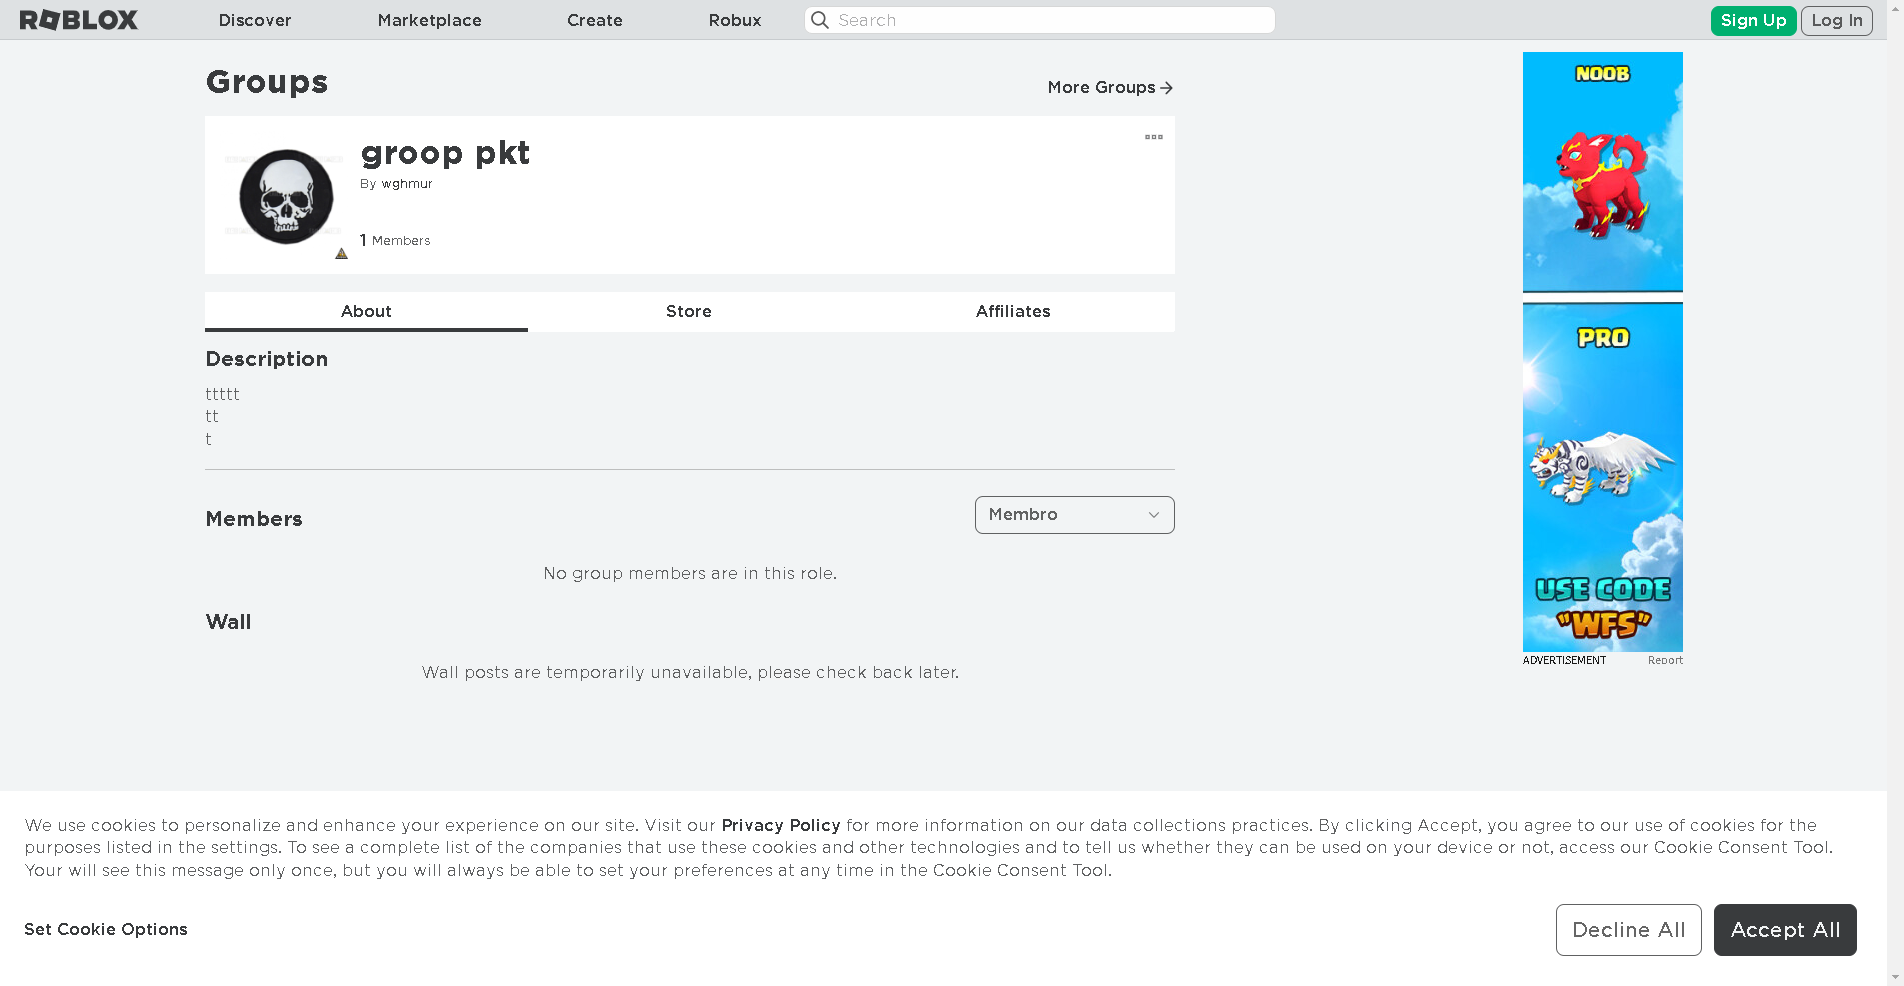 ROBLOX
Discover
Marketplace
Create
Robux
Search
Sign Up
Log In
Groups
More Groups
groop pkt
By wghmur
1 Members
About
Store
Affiliates
Description
ttttt
tt
t
Members
Membro
No group members are in this role.
Wall
Wall posts are temporarily unavailable, please check back later.
NOOB
PRO
USE CODE
"WFS"
ADVERTISEMENT
Report
We use cookies to personalize and enhance your experience on our site. Visit our Privacy Policy for more information on our data collections practices. By clicking Accept, you agree to our use of cookies for the
purposes listed in the settings. To see a complete list of the companies that use these cookies and other technologies and to tell us whether they can be used on your device or not, access our Cookie Consent Tool.
Your will see this message only once, but you will always be able to set your preferences at any time in the Cookie Consent Tool.
Set Cookie Options
Decline All
Accept All